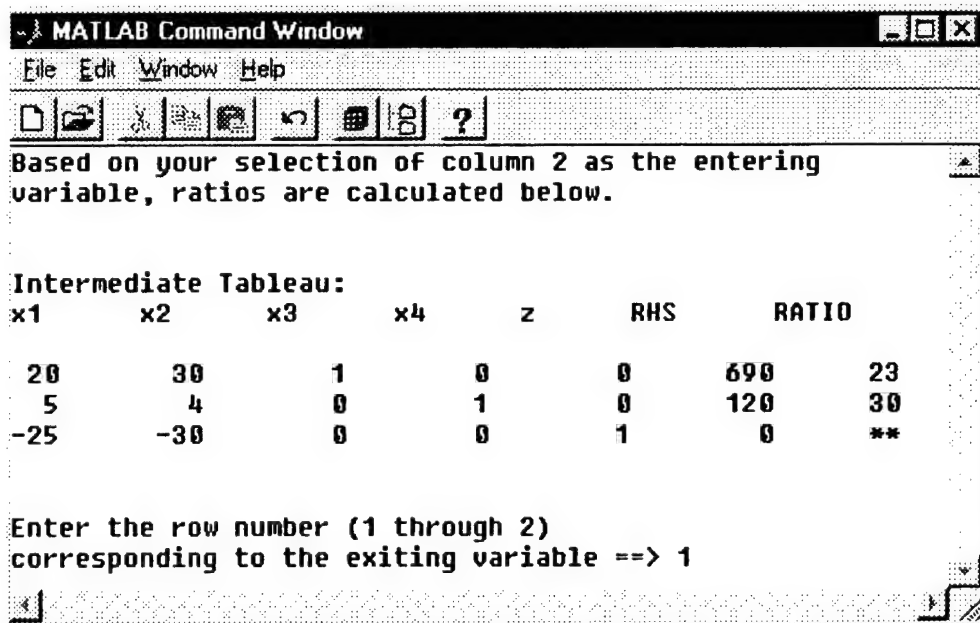 MATLAB Command Window
File Edit Window Help
?
Based on your selection of column 2 as the entering
variable, ratios are calculated below.
Intermediate Tableau:
x1 x2 x3 x4 z RHS RATIO
20 30 1 0 0 690 23
5 4 0 1 0 120 30
-25 -30 0 0 1 0 **
Enter the row number (1 through 2)
corresponding to the exiting variable ==> 1